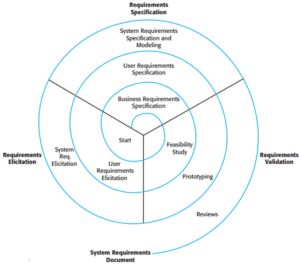 Requirements
Specification
System Requirements
Specification and
Modeling
User Requirements
Specification
Business Requirements
Specification
Start
Feasibility
Study
System
Req.
Elicitation
User
Requirements
Elicitation
Requirements
Elicitation
Requirements
Validation
Prototyping
Reviews
System Requirements
Document